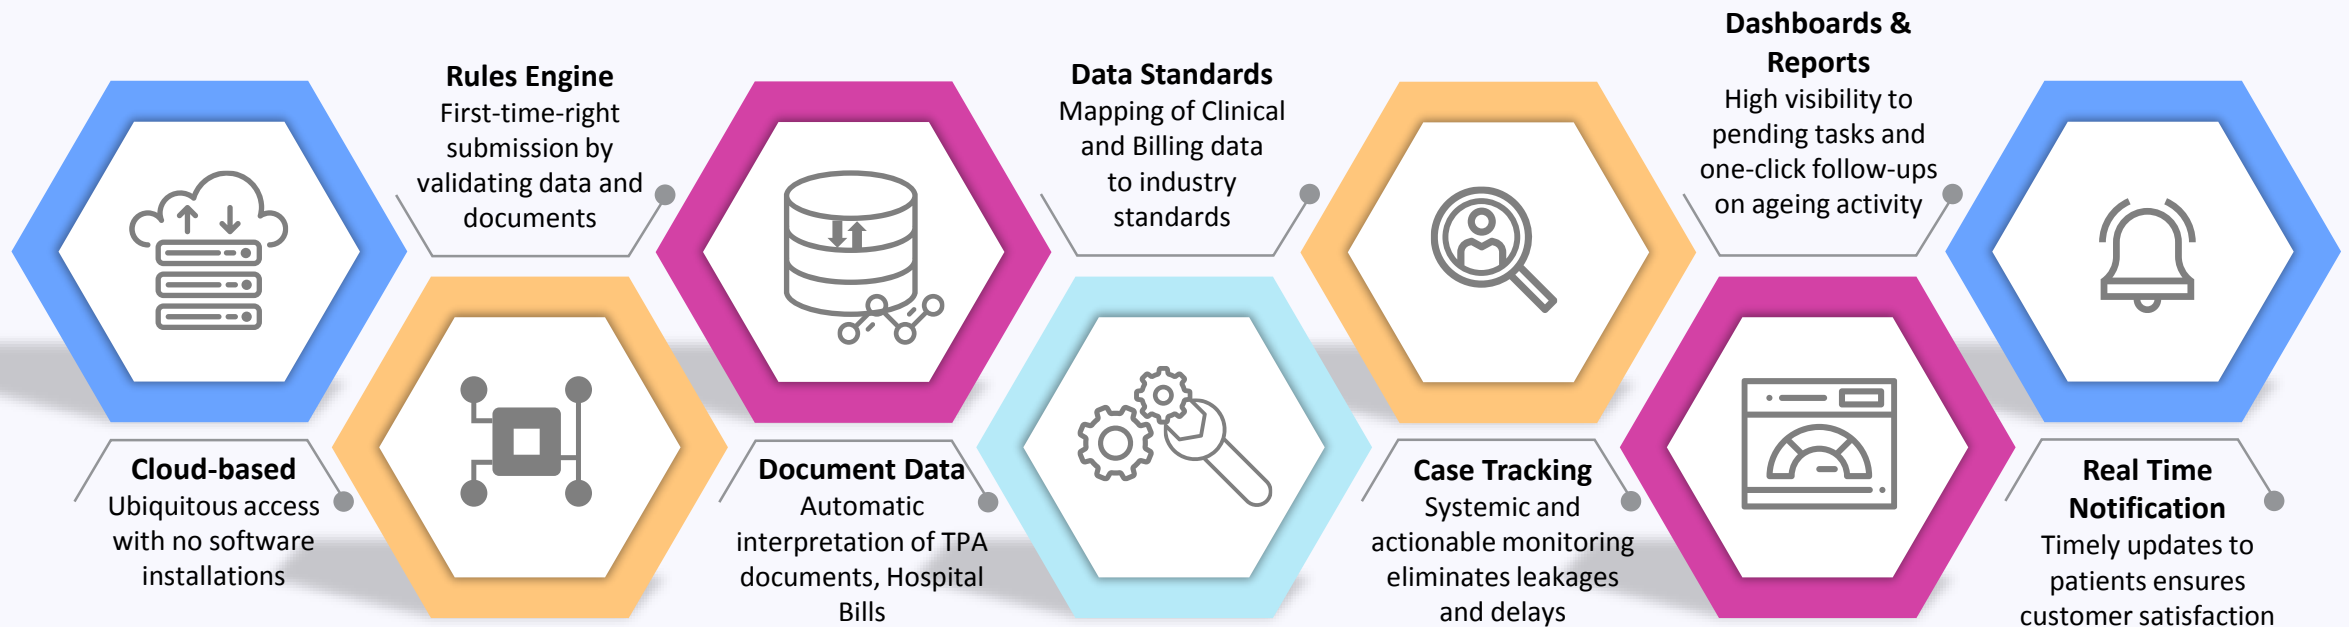 Cloud-based
Ubiquitous access
with no software
installations
Rules Engine
First-time-right
submission by
validating data and
documents
Document Data
Automatic
interpretation of TPA
documents, Hospital
Bills
Data Standards
Mapping of Clinical
and Billing data
to industry
standards
Case Tracking
Systemic and
actionable monitoring
eliminates leakages
and delays
Dashboards &
Reports
High visibility to
pending tasks and
one-click follow-ups
on ageing activity
Real Time
Notification
Timely updates to
patients ensures
customer satisfaction